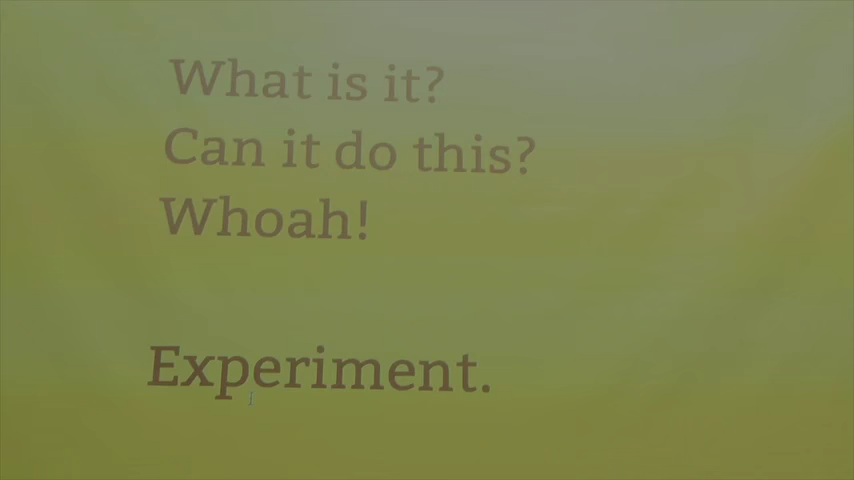 What is it?
Can it do this?
Whoah!
Experiment.